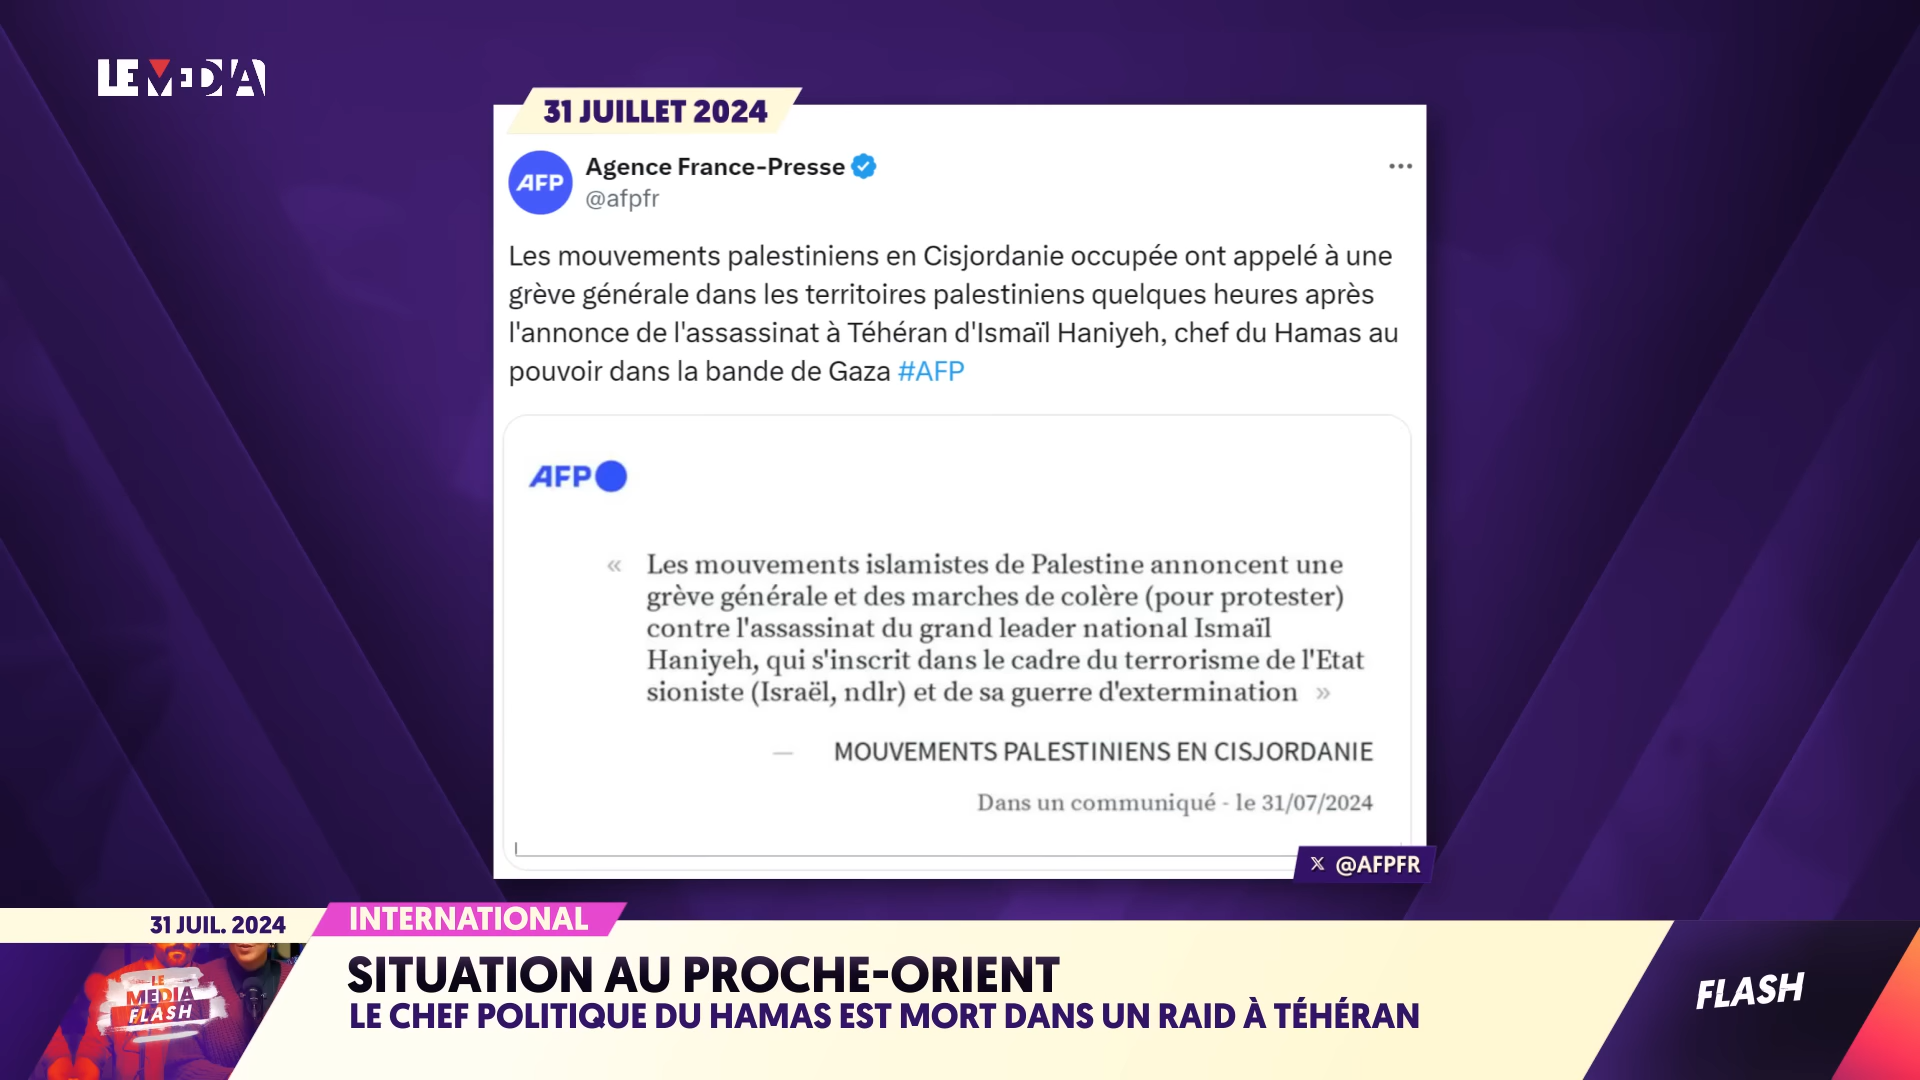 LE MEDIA
31 JUILLET 2024
AFP
Agence France-Presse
@afpfr
Les mouvements palestiniens en Cisjordanie occupée ont appelé à une
grève générale dans les territoires palestiniens quelques heures après
l'annonce de l'assassinat à Téhéran d'Ismaïl Haniyeh, chef du Hamas au
pouvoir dans la bande de Gaza #AFP
AFP
« Les mouvements islamistes de Palestine annoncent une
grève générale et des marches de colère (pour protester)
contre l'assassinat du grand leader national Ismaïl
Haniyeh, qui s'inscrit dans le cadre du terrorisme de l'Etat
sioniste (Israël, ndlr) et de sa guerre d'extermination »
— MOUVEMENTS PALESTINIENS EN CISJORDANIE
Dans un communiqué - le 31/07/2024
X @AFPFR
31 JUIL. 2024
INTERNATIONAL
LE
MEDIA
FLASH
SITUATION AU PROCHE-ORIENT
LE CHEF POLITIQUE DU HAMAS EST MORT DANS UN RAID À TÉHÉRAN
FLASH